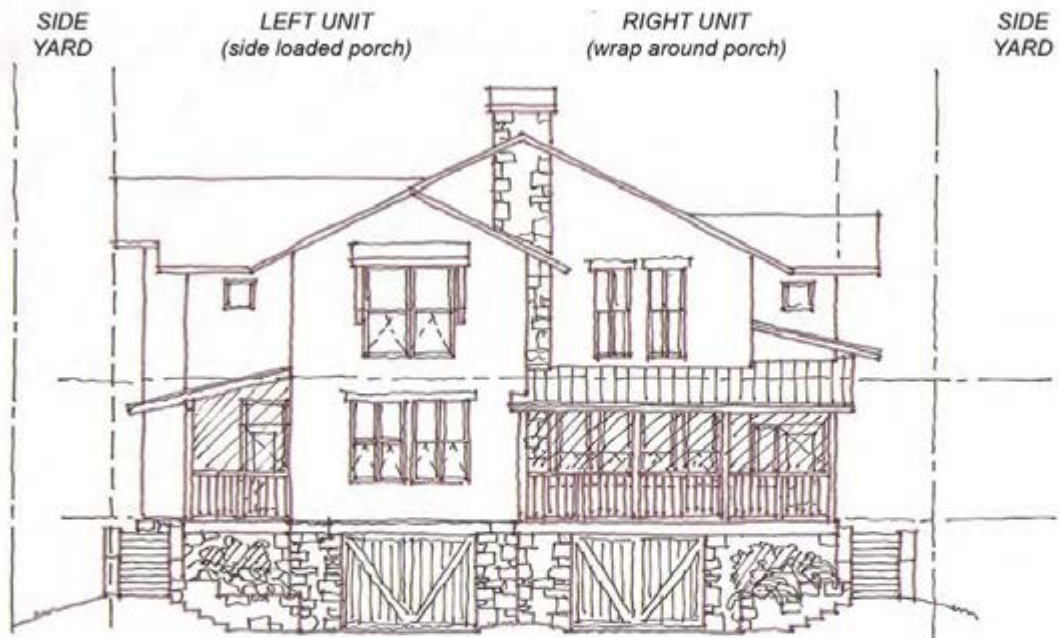 SIDE
YARD
LEFT UNIT
(side loaded porch)
RIGHT UNIT
(wrap around porch)
SIDE
YARD